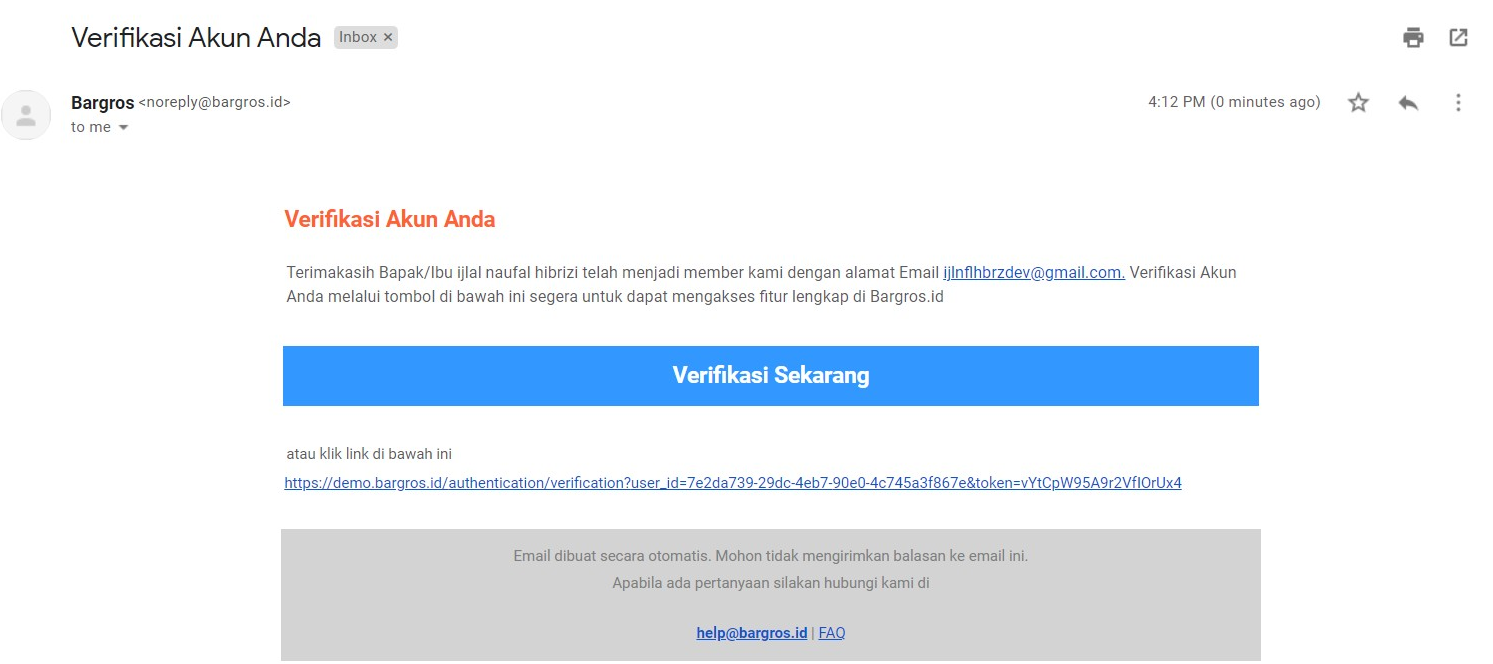 Verifikasi Akun Anda Inbox ×
Bargros <noreply@bargros.id> 4:12 PM (0 minutes ago)
to me
Verifikasi Akun Anda
Terimakasih Bapak/Ibu ijlal naufal hibrizi telah menjadi member kami dengan alamat Email ijlnflhbrzdev@gmail.com. Verifikasi Akun
Anda melalui tombol di bawah ini segera untuk dapat mengakses fitur lengkap di Bargros.id
Verifikasi Sekarang
atau klik link di bawah ini
https://demo.bargros.id/authentication/verification?user_id=7e2da739-29dc-4eb7-90e0-4c745a3f867e&token=vYtCpW95A9r2VfIOrUx4
Email dibuat secara otomatis. Mohon tidak mengirimkan balasan ke email ini.
Apabila ada pertanyaan silakan hubungi kami di
help@bargros.id | FAQ